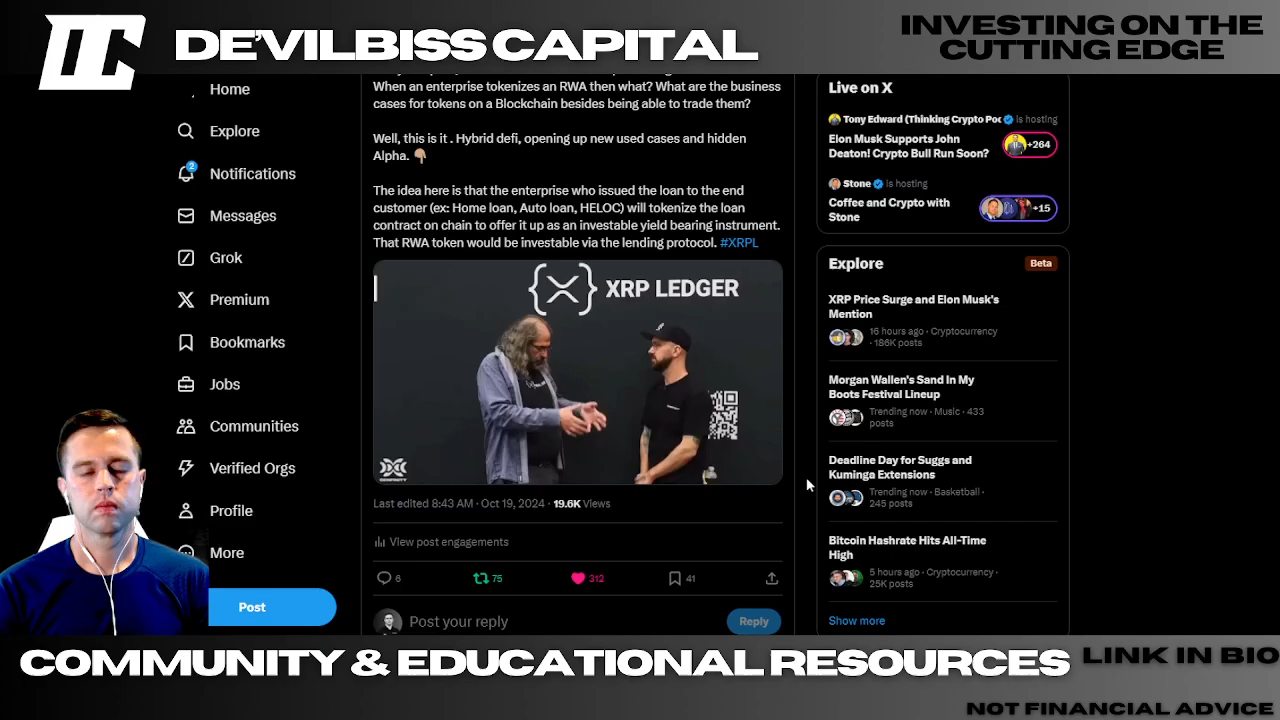 DE'VILBISS CAPITAL
INVESTING ON THE
CUTTING EDGE
Home
Explore
2
Notifications
Messages
Grok
Premium
Bookmarks
Jobs
Communities
Verified Orgs
Profile
More
Post
When an enterprise tokenizes an RWA then what? What are the business
cases for tokens on a Blockchain besides being able to trade them?
Well, this is it . Hybrid defi, opening up new used cases and hidden
Alpha.
The idea here is that the enterprise who issued the loan to the end
customer (ex: Home loan, Auto loan, HELOC) will tokenize the loan
contract on chain to offer it up as an investable yield bearing instrument.
That RWA token would be investable via the lending protocol. #XRPL
XRP LEDGER
Last edited 8:43 AM · Oct 19, 2024 · 19.6K Views
View post engagements
6
75
312
41
Post your reply
Reply
Live on X
Tony Edward (Thinking Crypto Poc is hosting
Elon Musk Supports John
Deaton! Crypto Bull Run Soon?
+264
Stone is hosting
Coffee and Crypto with
Stone
+15
Explore
Beta
XRP Price Surge and Elon Musk's
Mention
16 hours ago · Cryptocurrency
· 186K posts
Morgan Wallen's Sand In My
Boots Festival Lineup
Trending now · Music · 433
posts
Deadline Day for Suggs and
Kuminga Extensions
Trending now · Basketball ·
245 posts
Bitcoin Hashrate Hits All-Time
High
5 hours ago · Cryptocurrency ·
25K posts
Show more
COMMUNITY & EDUCATIONAL RESOURCES
LINK IN BIO
NOT FINANCIAL ADVICE